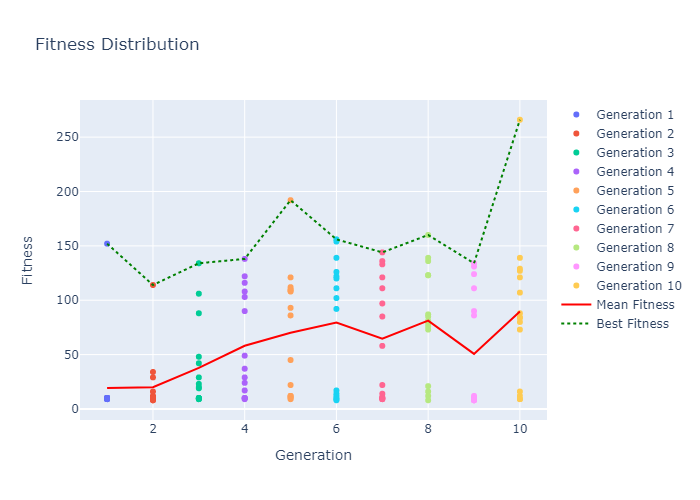 Fitness Distribution
Fitness
250
200
150
100
50
0
2
4
6
8
10
Generation
Generation 1
Generation 2
Generation 3
Generation 4
Generation 5
Generation 6
Generation 7
Generation 8
Generation 9
Generation 10
Mean Fitness
Best Fitness